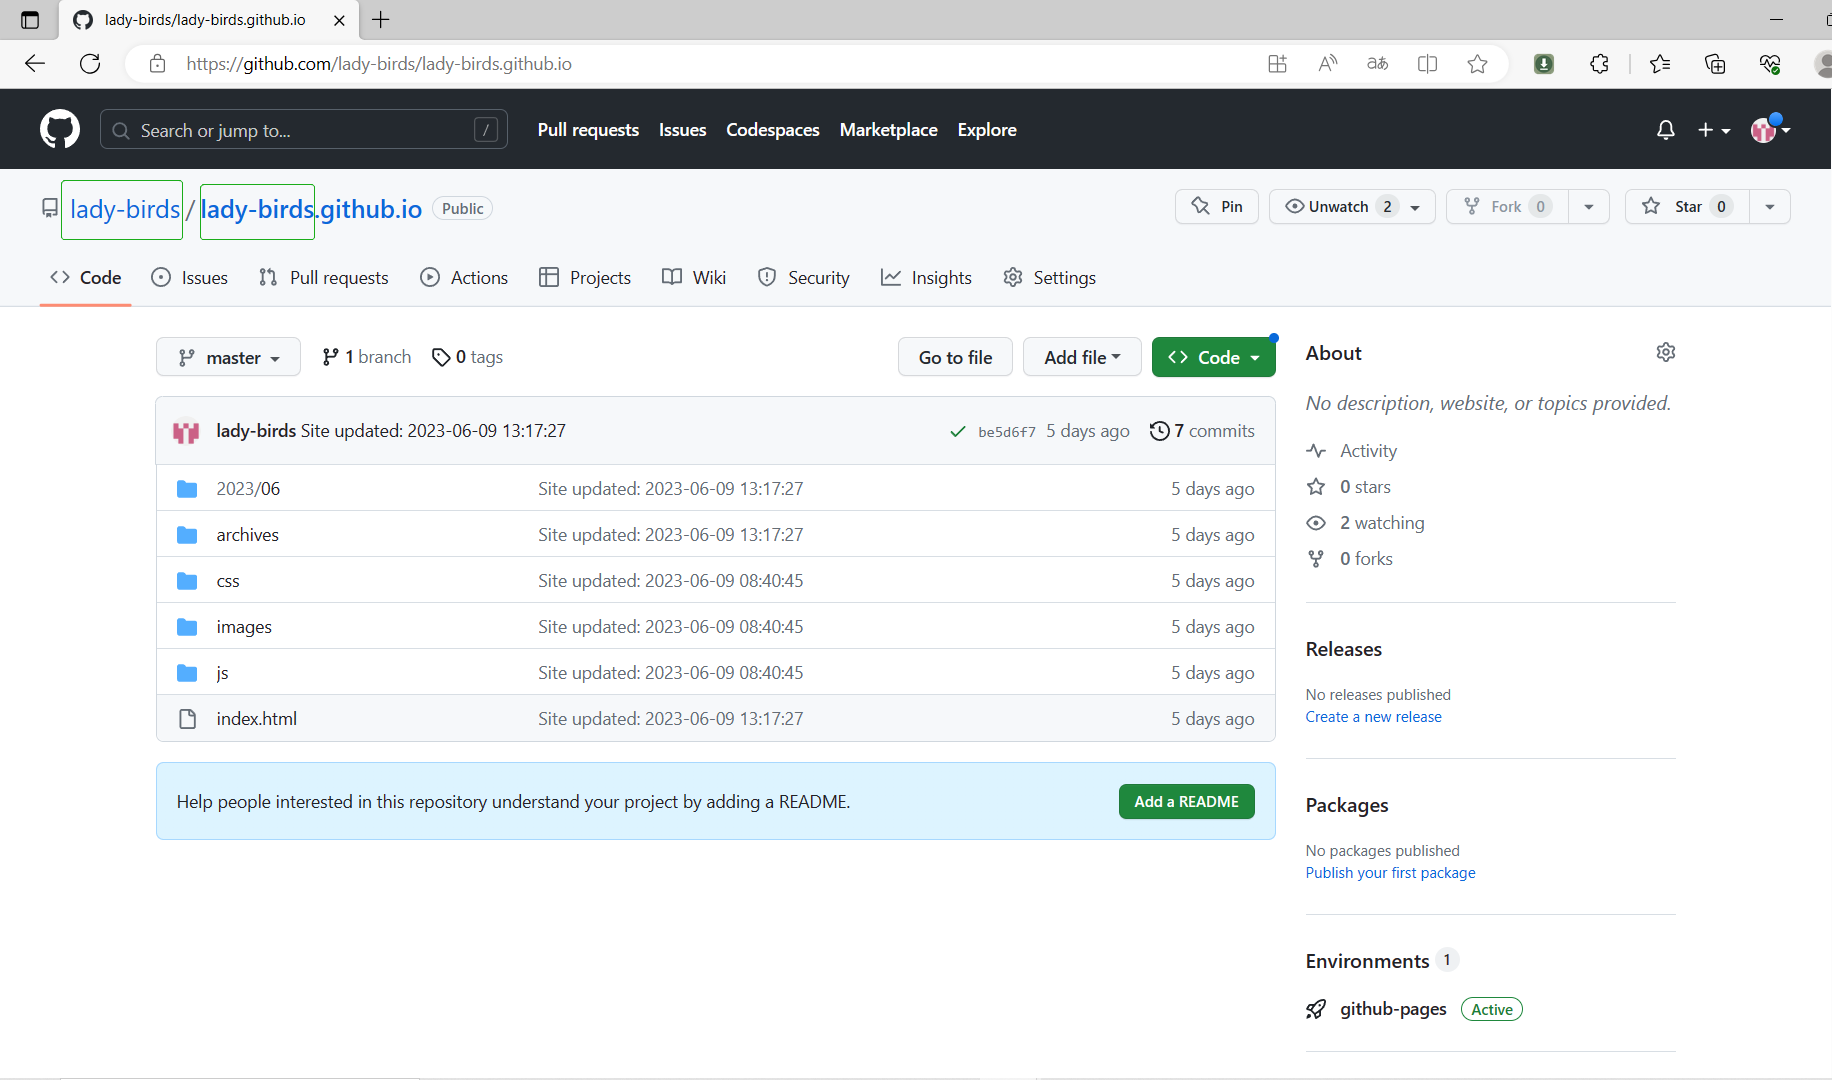 lady-birds/lady-birds.github.io
https://github.com/lady-birds/lady-birds.github.io
Search or jump to... / Pull requests Issues Codespaces Marketplace Explore
lady-birds / lady-birds.github.io Public Pin Unwatch 2 Fork 0 Star 0
Code Issues Pull requests Actions Projects Wiki Security Insights Settings
master 1 branch 0 tags Go to file Add file Code
lady-birds Site updated: 2023-06-09 13:17:27 be5d6f7 5 days ago 7 commits
2023/06 Site updated: 2023-06-09 13:17:27 5 days ago
archives Site updated: 2023-06-09 13:17:27 5 days ago
css Site updated: 2023-06-09 08:40:45 5 days ago
images Site updated: 2023-06-09 08:40:45 5 days ago
js Site updated: 2023-06-09 08:40:45 5 days ago
index.html Site updated: 2023-06-09 13:17:27 5 days ago
Help people interested in this repository understand your project by adding a README. Add a README
About
No description, website, or topics provided.
Activity
0 stars
2 watching
0 forks
Releases
No releases published
Create a new release
Packages
No packages published
Publish your first package
Environments 1
github-pages Active